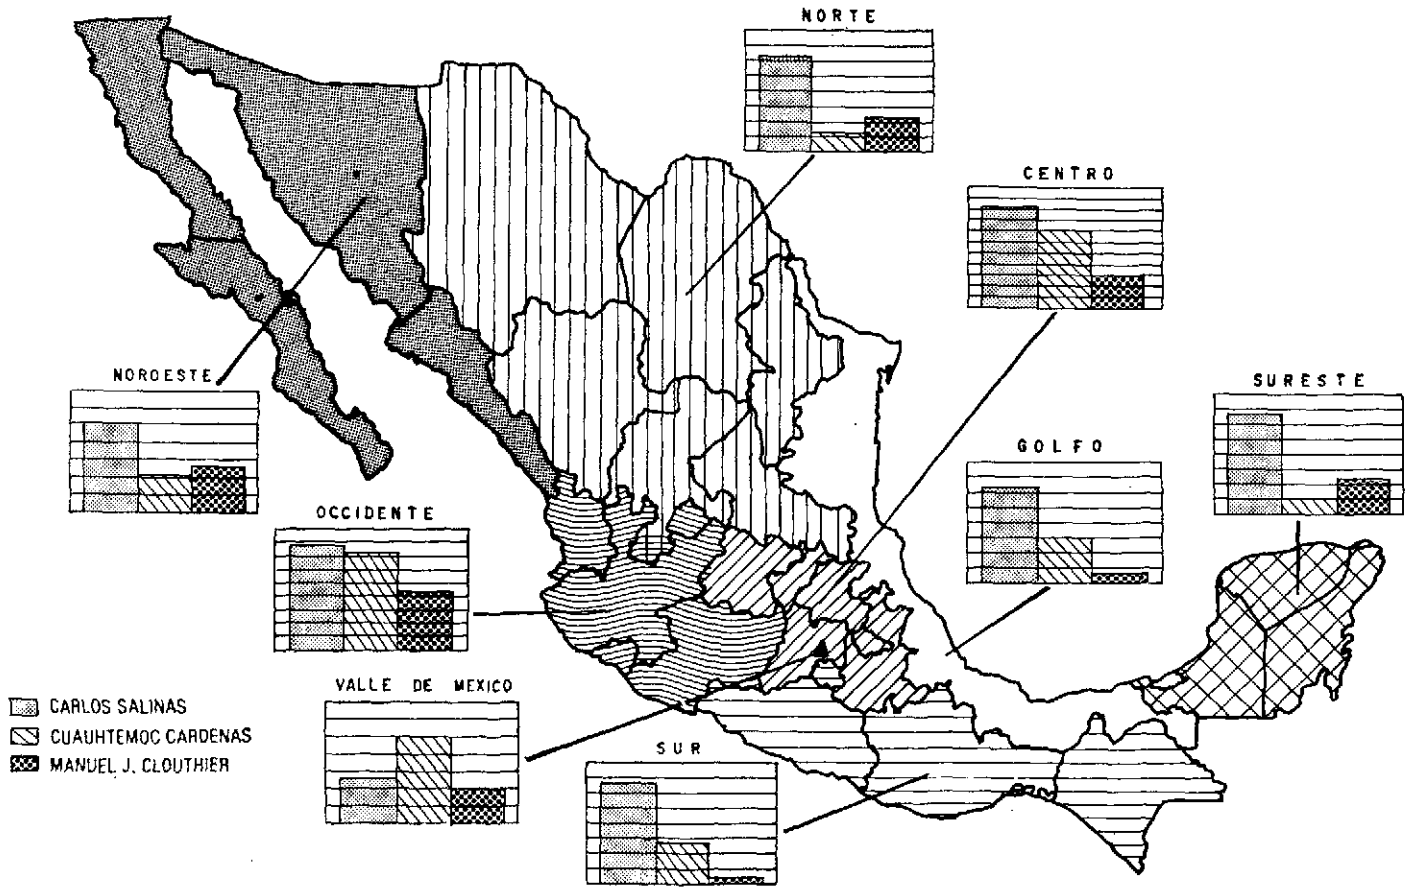 NORTE
CENTRO
NOROESTE
SURESTE
GOLFO
OCCIDENTE
VALLE DE MEXICO
SUR
CARLOS SALINAS
CUAUHTEMOC CARDENAS
MANUEL J. CLOUTHIER